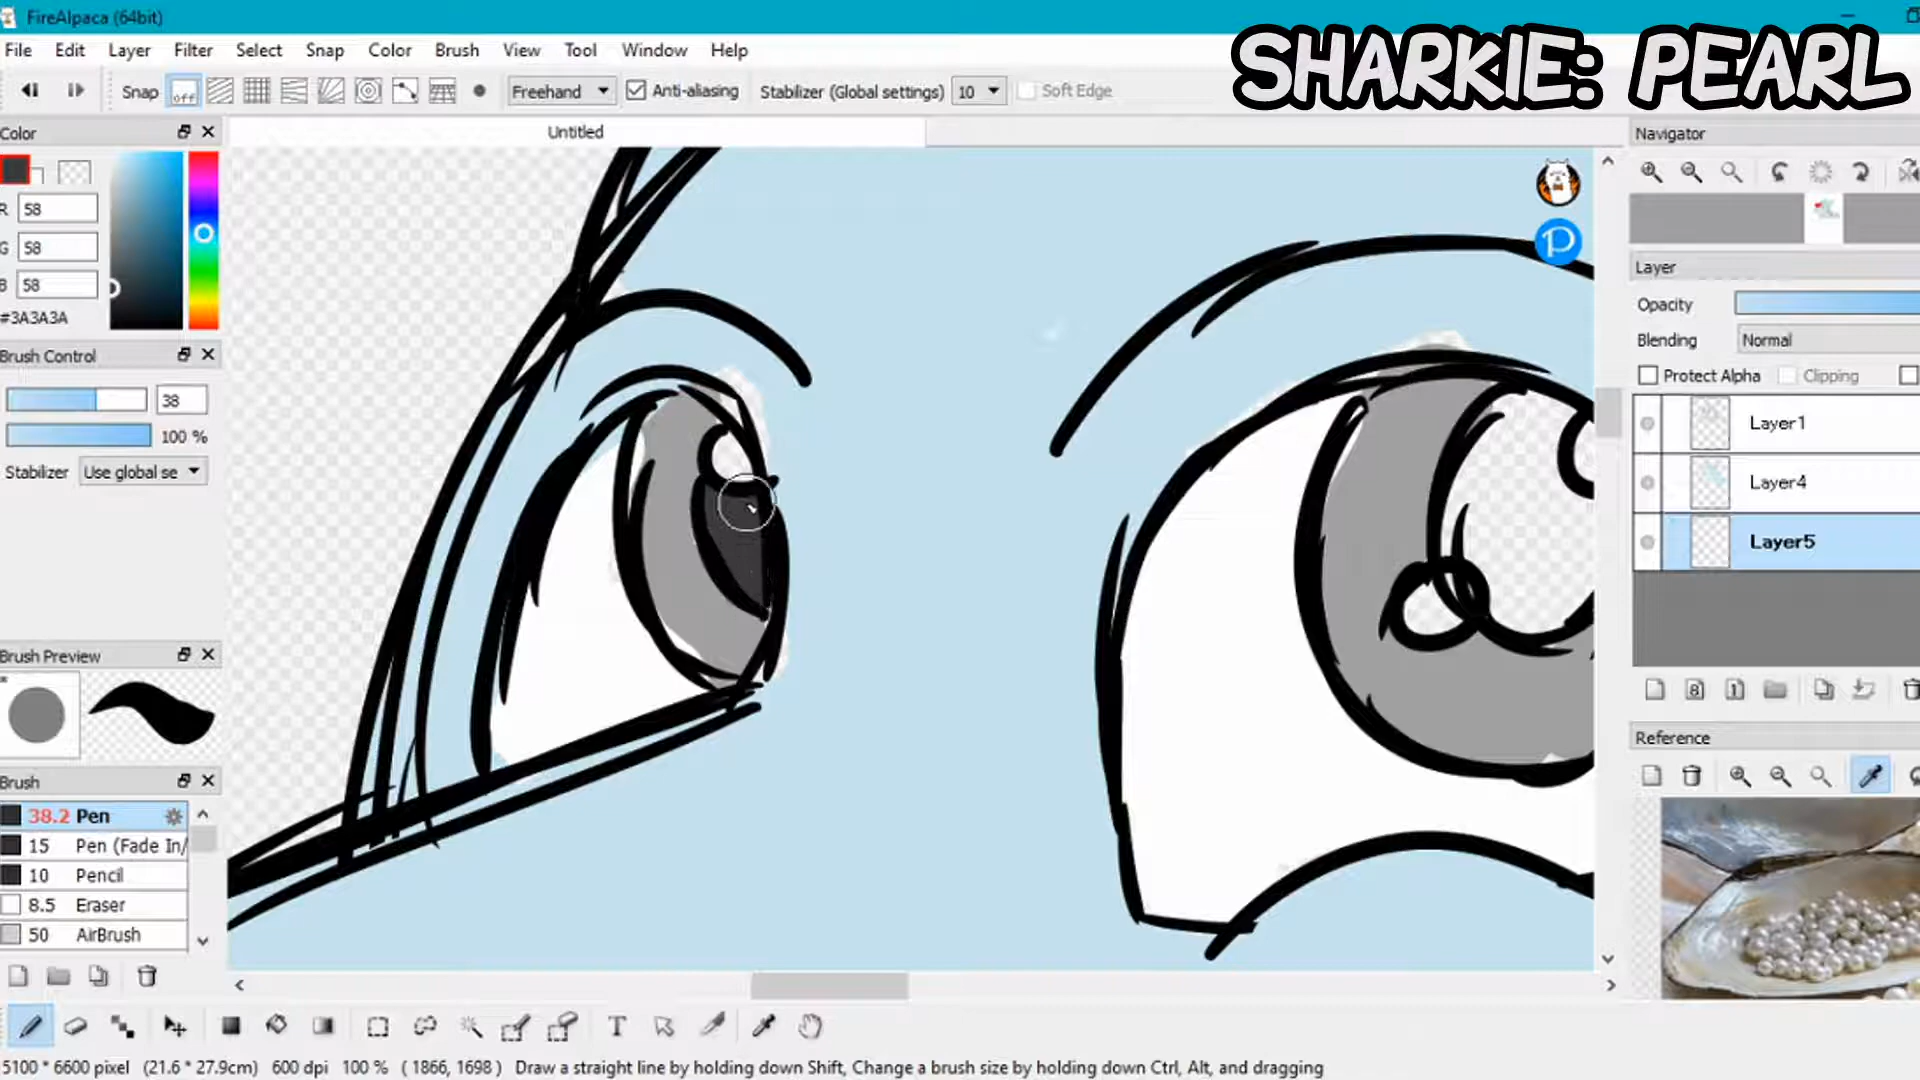 FireAlpaca (64bit)
SHARKIE: PEARL
File Edit Layer Filter Select Snap Color Brush View Tool Window Help
Snap off Freehand Anti-aliasing Stabilizer (Global settings) 10 Soft Edge
Color
Untitled
Navigator
R 58
G 58
B 58
#3A3A3A
Layer
Opacity
Blending Normal
Protect Alpha Clipping
Layer1
Layer4
Layer5
Brush Control
38
100 %
Stabilizer Use global se
Brush Preview
Reference
Brush
38.2 Pen
15 Pen (Fade In/
10 Pencil
8.5 Eraser
50 AirBrush
5100 * 6600 pixel (21.6 * 27.9cm) 600 dpi 100 % ( 1866, 1698 ) Draw a straight line by holding down Shift, Change a brush size by holding down Ctrl, Alt, and dragging